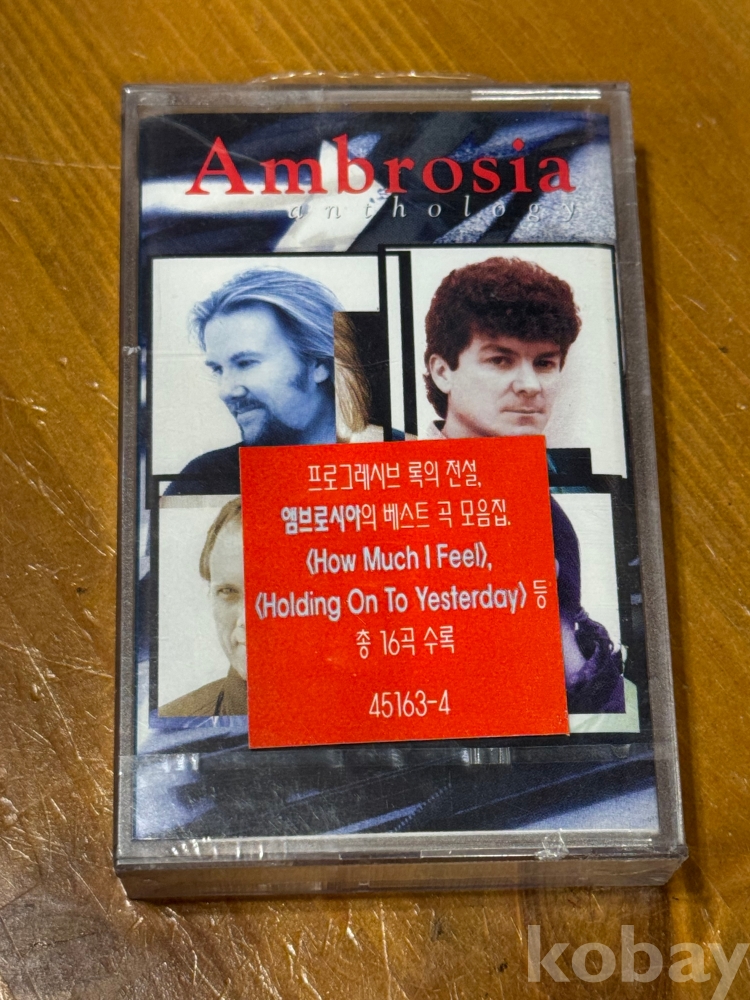 Ambrosia
anthology
프로그레시브 록의 전설,
앰브로시아의 베스트 곡 모음집.
〈How Much I Feel〉,
〈Holding On To Yesterday〉 등
총 16곡 수록
45163-4
kobay